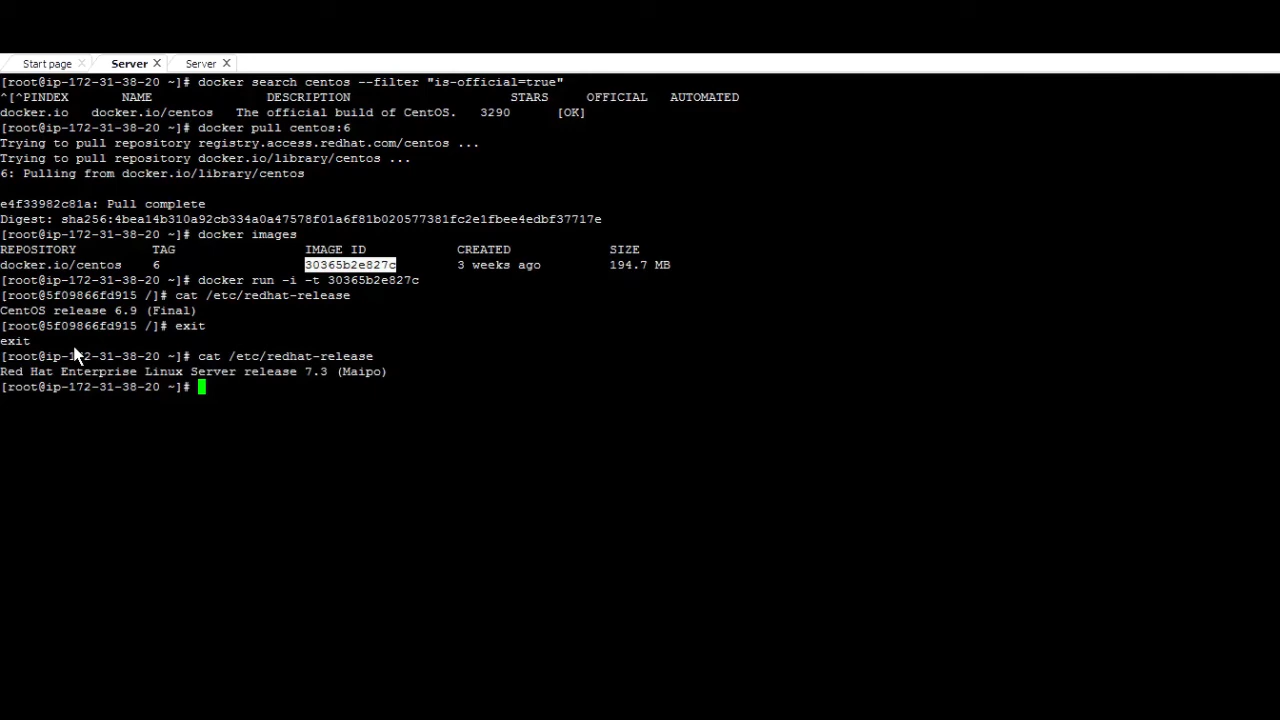 Start page X Server X Server X
[root@ip-172-31-38-20 ~]# docker search centos --filter "is-official=true"
^[^PINDEX NAME DESCRIPTION STARS OFFICIAL AUTOMATED
docker.io docker.io/centos The official build of CentOS. 3290 [OK]
[root@ip-172-31-38-20 ~]# docker pull centos:6
Trying to pull repository registry.access.redhat.com/centos ...
Trying to pull repository docker.io/library/centos ...
6: Pulling from docker.io/library/centos
e4f33982c81a: Pull complete
Digest: sha256:4bea14b310a92cb334a0a47578f01a6f81b020577381fc2e1fbee4edbf37717e
[root@ip-172-31-38-20 ~]# docker images
REPOSITORY TAG IMAGE ID CREATED SIZE
docker.io/centos 6 30365b2e827c 3 weeks ago 194.7 MB
[root@ip-172-31-38-20 ~]# docker run -i -t 30365b2e827c
[root@5f09866fd915 /]# cat /etc/redhat-release
CentOS release 6.9 (Final)
[root@5f09866fd915 /]# exit
exit
[root@ip-172-31-38-20 ~]# cat /etc/redhat-release
Red Hat Enterprise Linux Server release 7.3 (Maipo)
[root@ip-172-31-38-20 ~]#